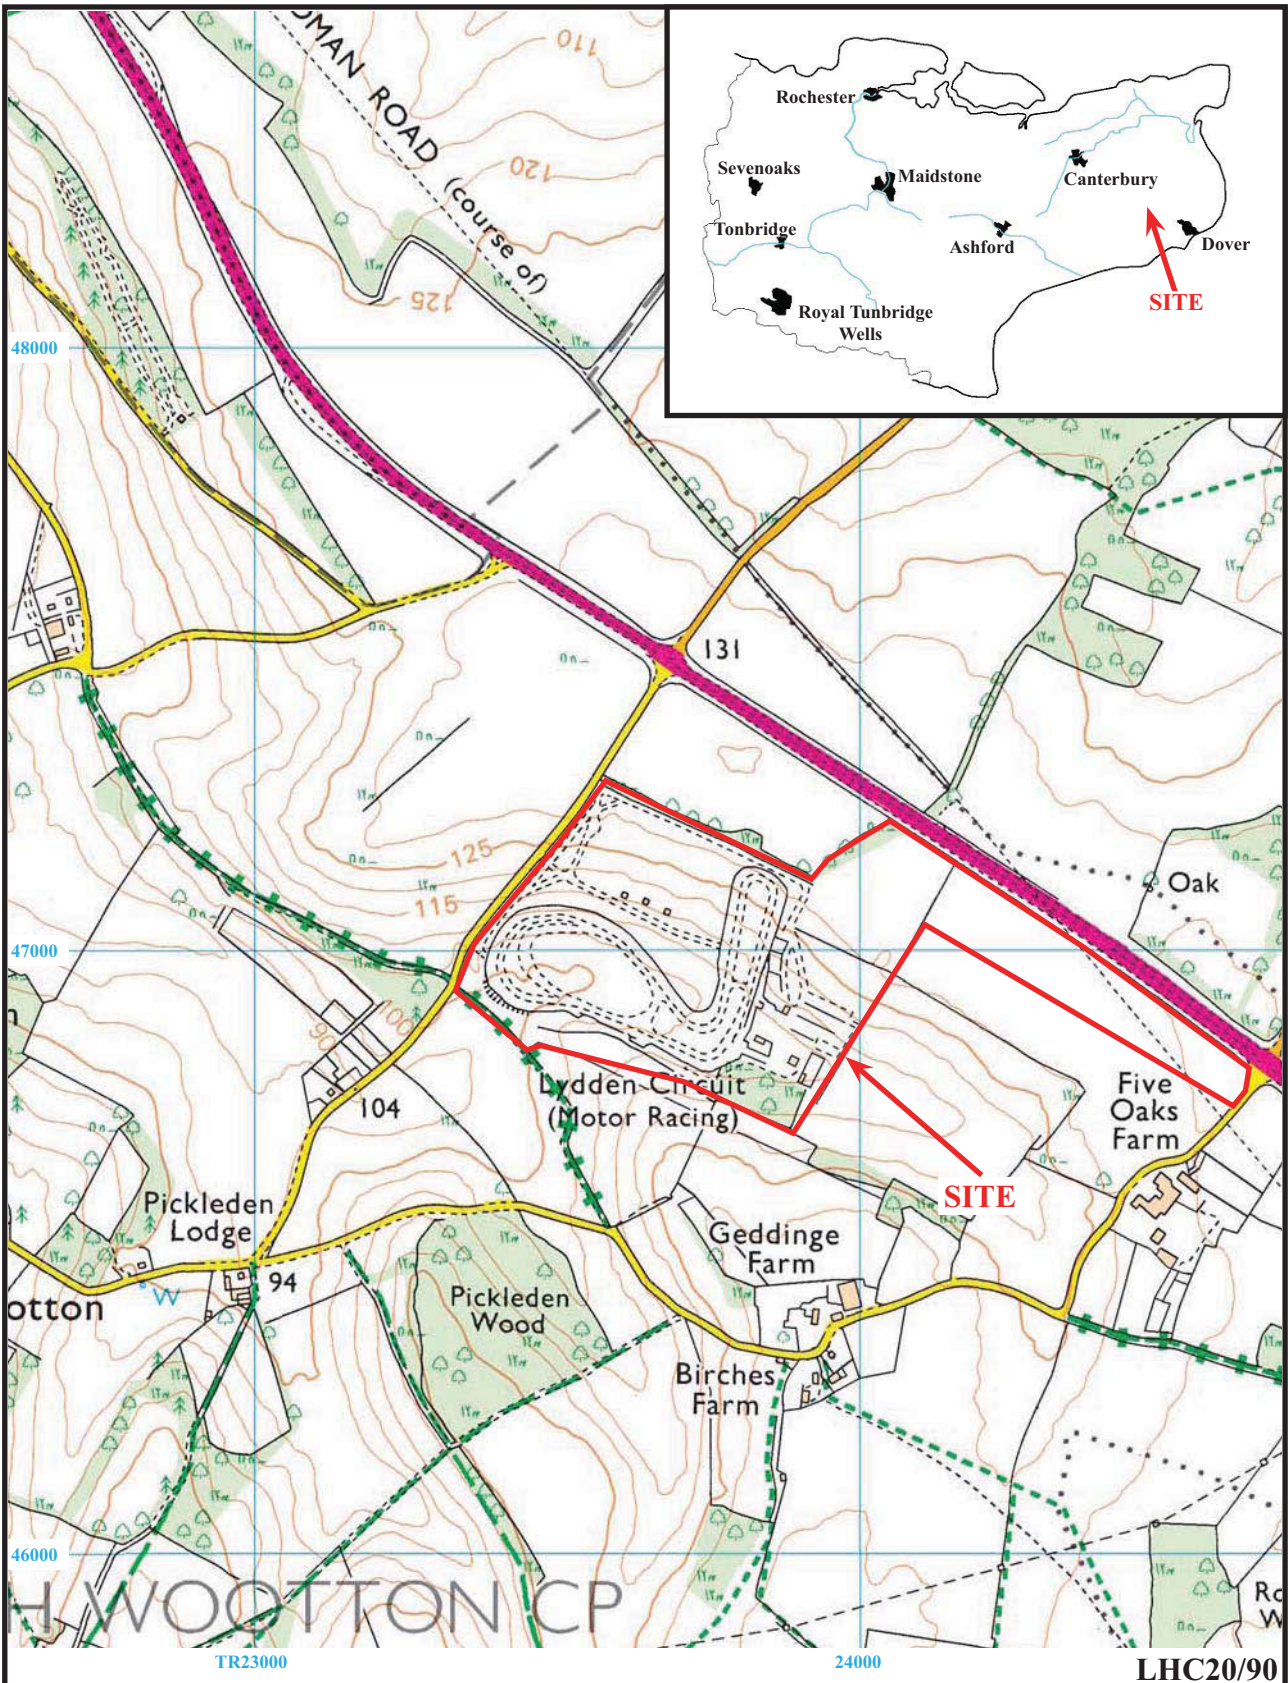 OMAN ROAD
(course of)
110
120
125
Rochester
Sevenoaks
Maidstone
Canterbury
Tonbridge
Ashford
Dover
Royal Tunbridge
Wells
SITE
48000
131
125
115
Oak
47000
100
90
104
Lydden Circuit
(Motor Racing)
Five
Oaks
Farm
SITE
Pickleden
Lodge
Geddinge
Farm
94
W
otton
Pickleden
Wood
Birches
Farm
46000
H WOOTTON CP
Ro
W
TR23000
24000
LHC20/90